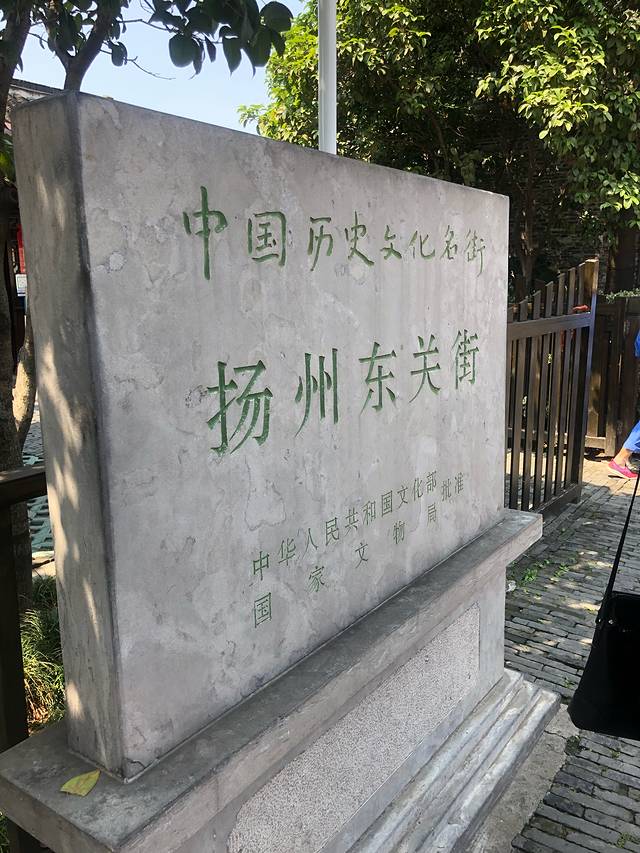 中国历史文化名街
扬州东关街
中华人民共和国文化部批准
国家文物局